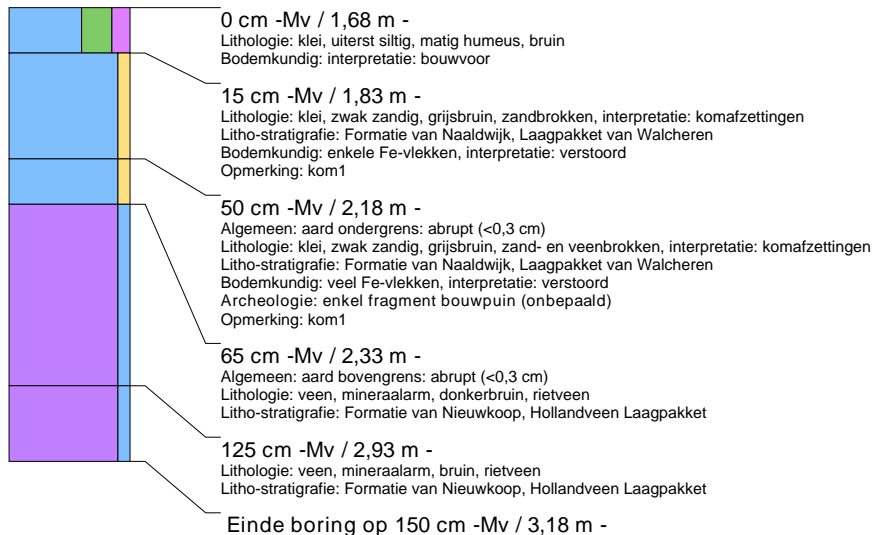 0 cm -Mv / 1,68 m -
Lithologie: klei, uiterst siltig, matig humeus, bruin
Bodemkundig: interpretatie: bouwvoor
15 cm -Mv / 1,83 m -
Lithologie: klei, zwak zandig, grijsbruin, zandbrokken, interpretatie: komafzettingen
Litho-stratigrafie: Formatie van Naaldwijk, Laagpakket van Walcheren
Bodemkundig: enkele Fe-vlekken, interpretatie: verstoord
Opmerking: kom1
50 cm -Mv / 2,18 m -
Algemeen: aard ondergrens: abrupt (<0,3 cm)
Lithologie: klei, zwak zandig, grijsbruin, zand- en veenbrokken, interpretatie: komafzettingen
Litho-stratigrafie: Formatie van Naaldwijk, Laagpakket van Walcheren
Bodemkundig: veel Fe-vlekken, interpretatie: verstoord
Archeologie: enkel fragment bouwpuin (onbepaald)
Opmerking: kom1
65 cm -Mv / 2,33 m -
Algemeen: aard bovengrens: abrupt (<0,3 cm)
Lithologie: veen, mineraalarm, donkerbruin, rietveen
Litho-stratigrafie: Formatie van Nieuwkoop, Hollandveen Laagpakket
125 cm -Mv / 2,93 m -
Lithologie: veen, mineraalarm, bruin, rietveen
Litho-stratigrafie: Formatie van Nieuwkoop, Hollandveen Laagpakket
Einde boring op 150 cm -Mv / 3,18 m -